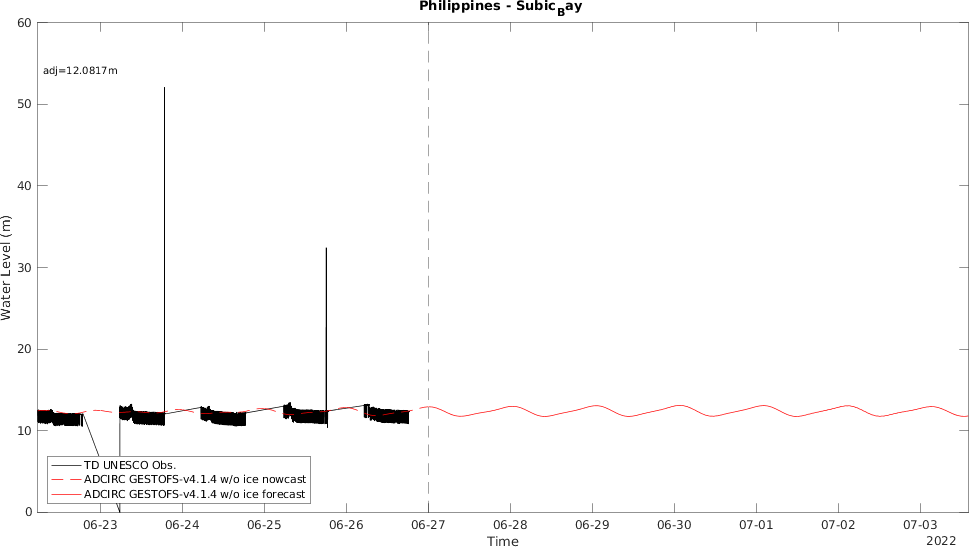 Philippines - Subic_Bay
60
adj=12.0817m
50
40
30
20
10
0
Water Level (m)
TD UNESCO Obs.
ADCIRC GESTOFS-v4.1.4 w/o ice nowcast
ADCIRC GESTOFS-v4.1.4 w/o ice forecast
06-23 06-24 06-25 06-26 06-27 06-28 06-29 06-30 07-01 07-02 07-03
Time
2022